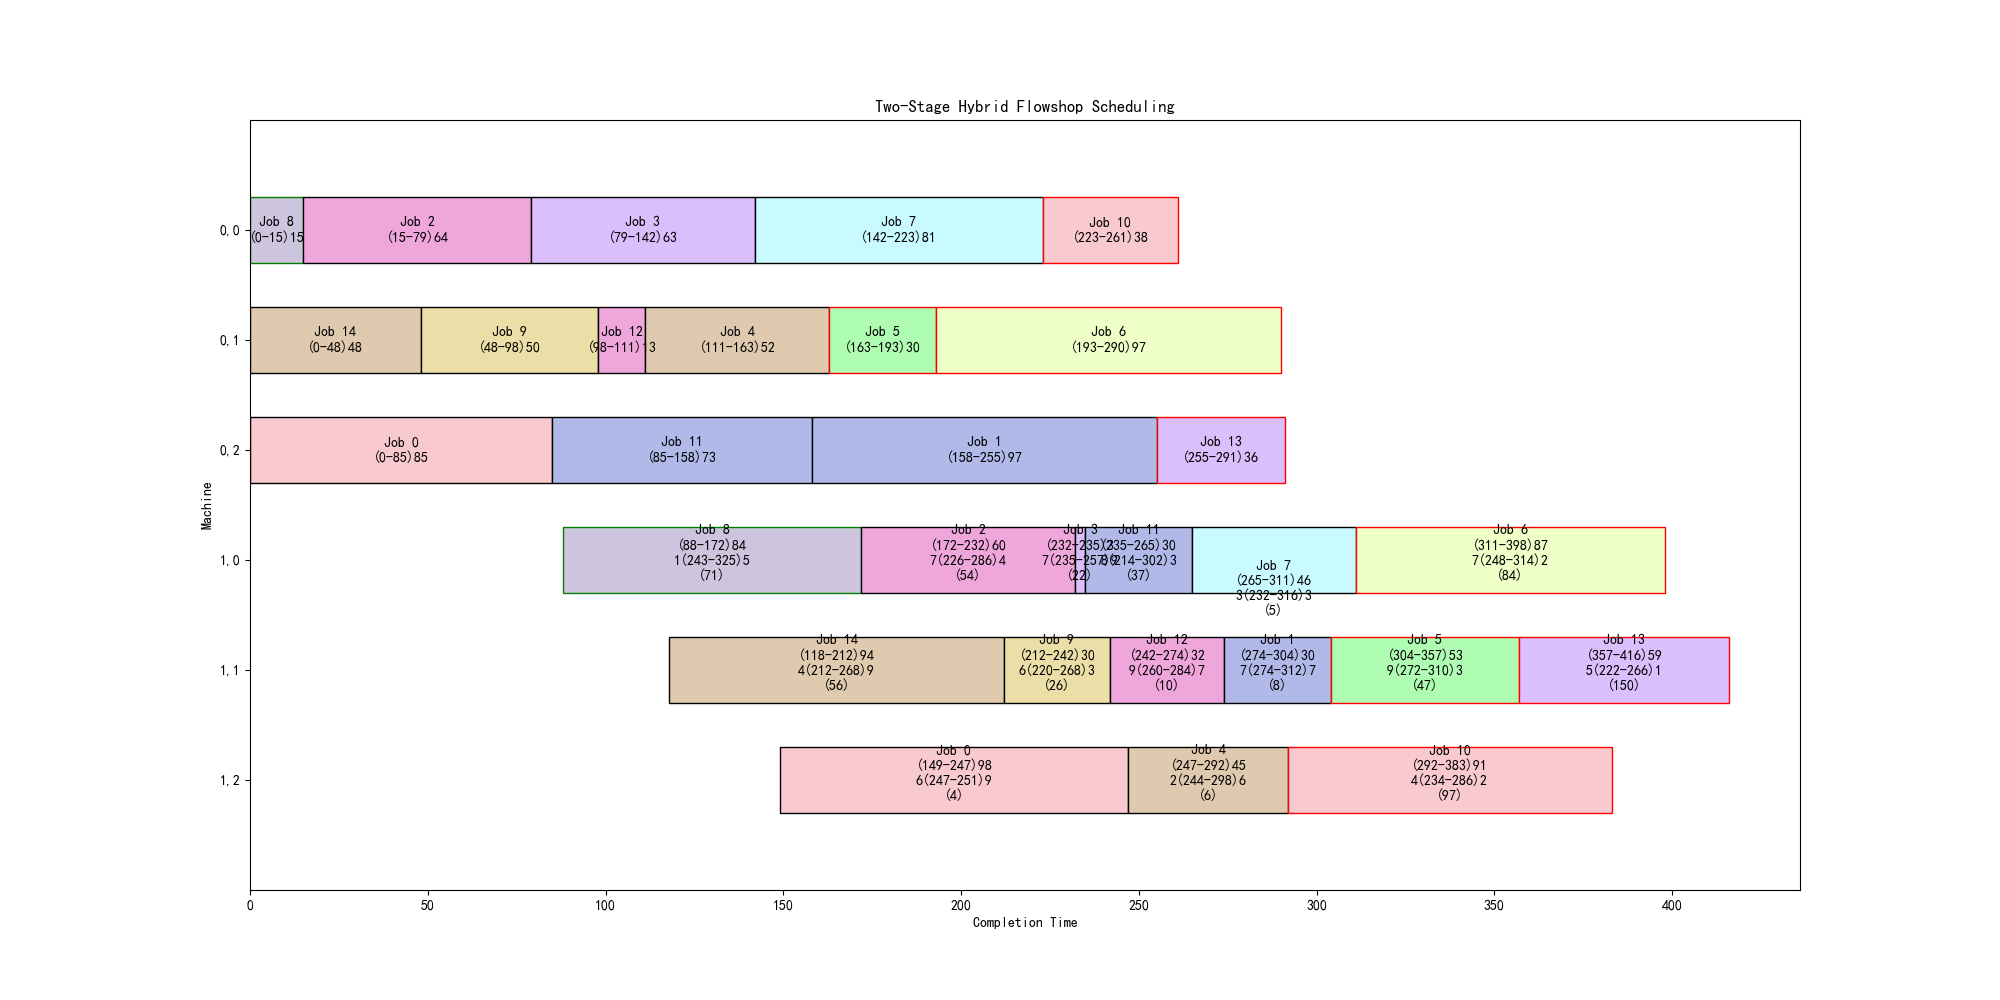 Two-Stage Hybrid Flowshop Scheduling
Machine
0,0
Job 8
(0-15)15
Job 2
(15-79)64
Job 3
(79-142)63
Job 7
(142-223)81
Job 10
(223-261)38
0,1
Job 14
(0-48)48
Job 9
(48-98)50
Job 12
(98-111)13
Job 4
(111-163)52
Job 5
(163-193)30
Job 6
(193-290)97
0,2
Job 0
(0-85)85
Job 11
(85-158)73
Job 1
(158-255)97
Job 13
(255-291)36
1,0
Job 8
(88-172)84
1(243-325)5
(71)
Job 2
(172-232)60
7(226-286)4
(54)
Job 3
(232-235)3
(22)
Job 11
(235-265)30
(37)
Job 7
(265-311)46
3(232-316)3
(5)
Job 6
(311-398)87
7(248-314)2
(84)
1,1
Job 14
(118-212)94
4(212-268)9
(56)
Job 9
(212-242)30
6(220-268)3
(26)
Job 12
(242-274)32
9(260-284)7
(10)
Job 1
(274-304)30
7(274-312)7
(8)
Job 5
(304-357)53
9(272-310)3
(47)
Job 13
(357-416)59
5(222-266)1
(150)
1,2
Job 0
(149-247)98
6(247-251)9
(4)
Job 4
(247-292)45
2(244-298)6
(6)
Job 10
(292-383)91
4(234-286)2
(97)
0 50 100 150 200 250 300 350 400
Completion Time